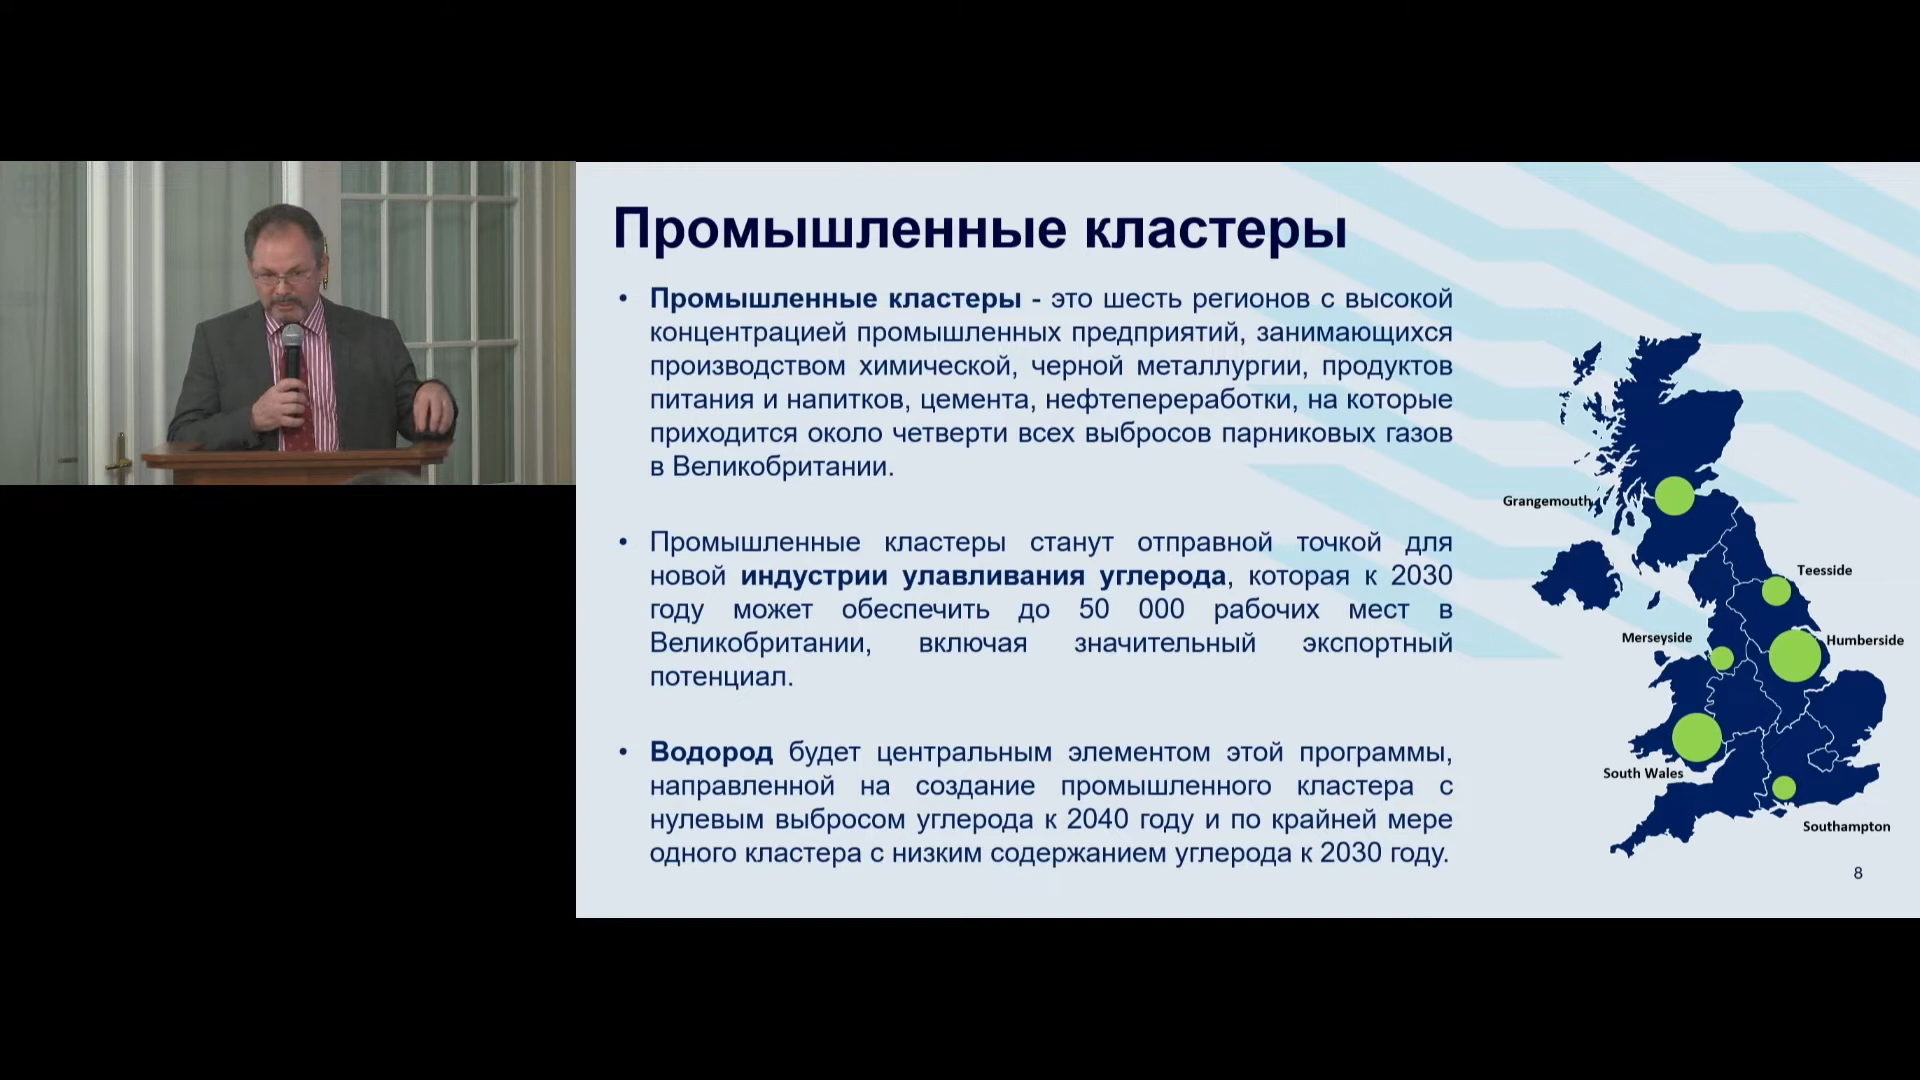 Промышленные кластеры
• Промышленные кластеры - это шесть регионов с высокой
концентрацией промышленных предприятий, занимающихся
производством химической, черной металлургии, продуктов
питания и напитков, цемента, нефтепереработки, на которые
приходится около четверти всех выбросов парниковых газов
в Великобритании.
• Промышленные кластеры станут отправной точкой для
новой индустрии улавливания углерода, которая к 2030
году может обеспечить до 50 000 рабочих мест в
Великобритании, включая значительный экспортный
потенциал.
• Водород будет центральным элементом этой программы,
направленной на создание промышленного кластера с
нулевым выбросом углерода к 2040 году и по крайней мере
одного кластера с низким содержанием углерода к 2030 году.
Grangemouth
Teesside
Merseyside
Humberside
South Wales
Southampton
8